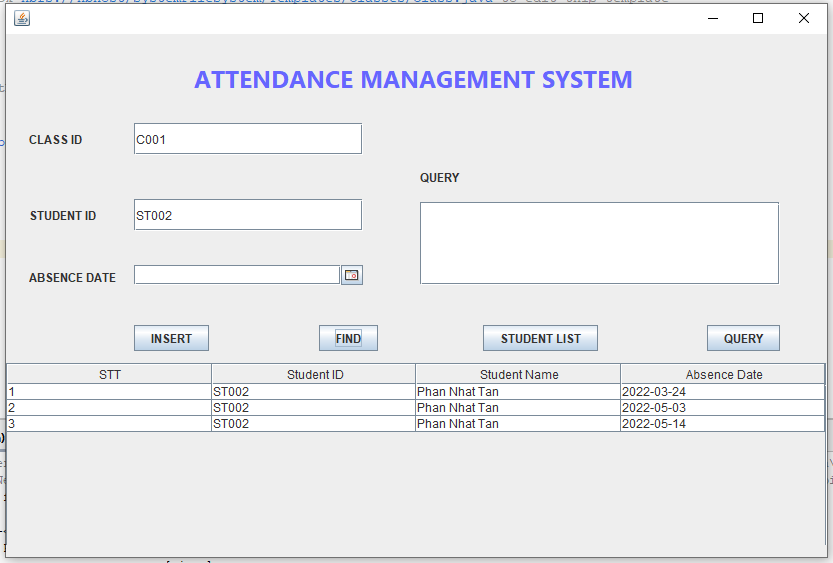 ATTENDANCE MANAGEMENT SYSTEM
CLASS ID C001
QUERY
STUDENT ID ST002
ABSENCE DATE
INSERT FIND STUDENT LIST QUERY
STT Student ID Student Name Absence Date
1 ST002 Phan Nhat Tan 2022-03-24
2 ST002 Phan Nhat Tan 2022-05-03
3 ST002 Phan Nhat Tan 2022-05-14